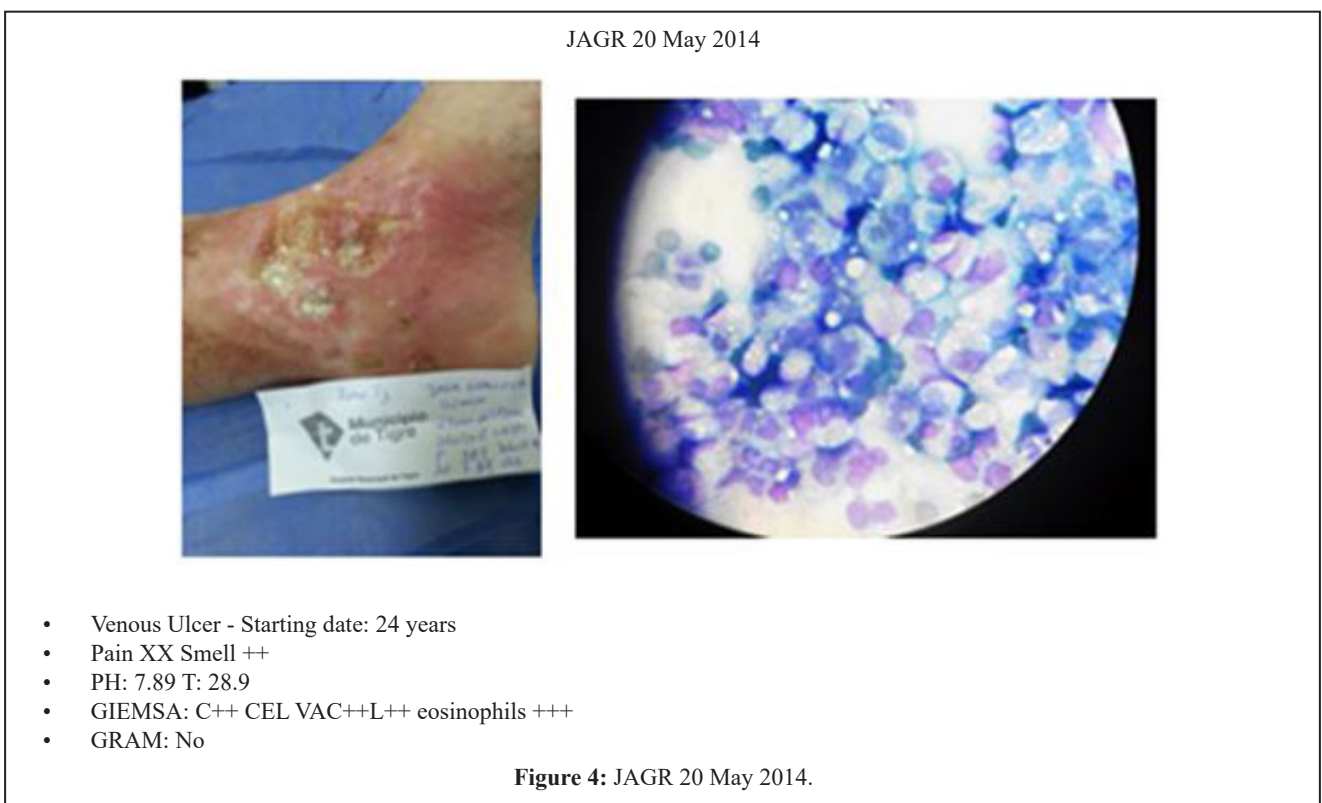 JAGR 20 May 2014
Municipio
de Tigre
• Venous Ulcer - Starting date: 24 years
• Pain XX Smell ++
• PH: 7.89 T: 28.9
• GIEMSA: C++ CEL VAC++L++ eosinophils +++
• GRAM: No
Figure 4: JAGR 20 May 2014.